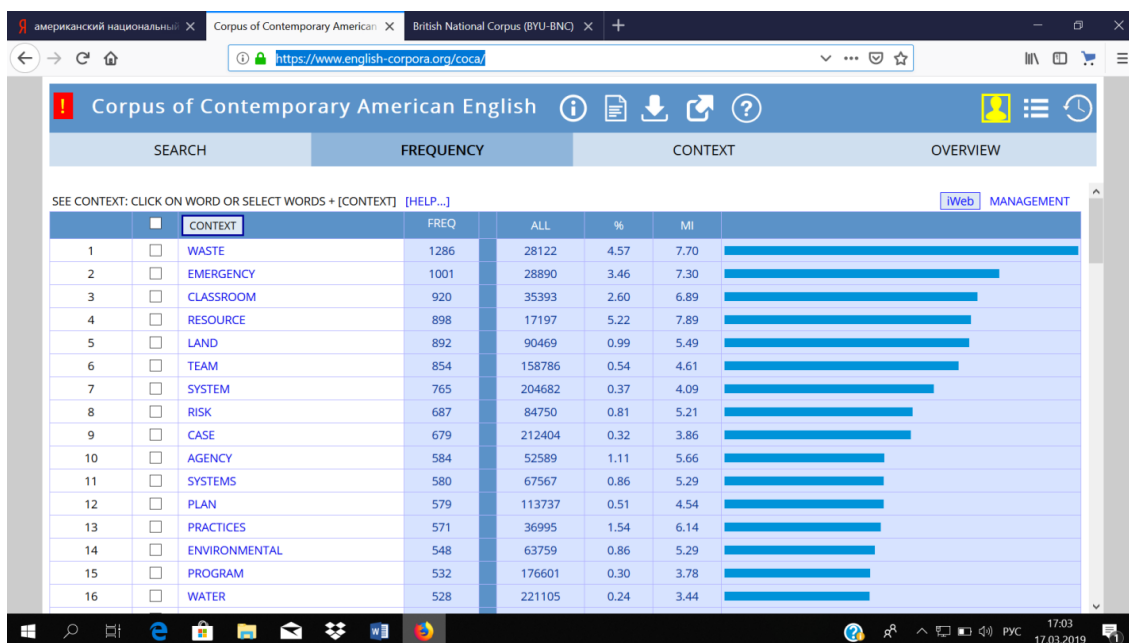 Я американский национальный Corpus of Contemporary American British National Corpus (BYU-BNC)
https://www.english-corpora.org/coca/
! Corpus of Contemporary American English
SEARCH FREQUENCY CONTEXT OVERVIEW
SEE CONTEXT: CLICK ON WORD OR SELECT WORDS + [CONTEXT] [HELP...] iWeb MANAGEMENT
CONTEXT FREQ ALL % MI
1 WASTE 1286 28122 4.57 7.70
2 EMERGENCY 1001 28890 3.46 7.30
3 CLASSROOM 920 35393 2.60 6.89
4 RESOURCE 898 17197 5.22 7.89
5 LAND 892 90469 0.99 5.49
6 TEAM 854 158786 0.54 4.61
7 SYSTEM 765 204682 0.37 4.09
8 RISK 687 84750 0.81 5.21
9 CASE 679 212404 0.32 3.86
10 AGENCY 584 52589 1.11 5.66
11 SYSTEMS 580 67567 0.86 5.29
12 PLAN 579 113737 0.51 4.54
13 PRACTICES 571 36995 1.54 6.14
14 ENVIRONMENTAL 548 63759 0.86 5.29
15 PROGRAM 532 176601 0.30 3.78
16 WATER 528 221105 0.24 3.44
РУС 17:03
17.03.2019